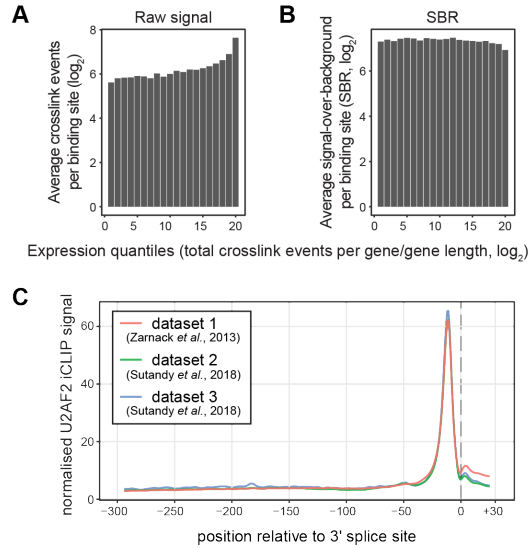 A
Raw signal
Average crosslink events
per binding site (log2)
8
6
4
2
0
0
5
10
15
20
B
SBR
Average signal-over-background
per binding site (SBR, log2)
6
4
2
0
0
5
10
15
20
Expression quantiles (total crosslink events per gene/gene length, log2)
C
normalised U2AF2 iCLIP signal
60
40
20
0
dataset 1
(Zarnack et al., 2013)
dataset 2
(Sutandy et al., 2018)
dataset 3
(Sutandy et al., 2018)
−300
−250
−200
−150
−100
−50
0
+30
position relative to 3' splice site